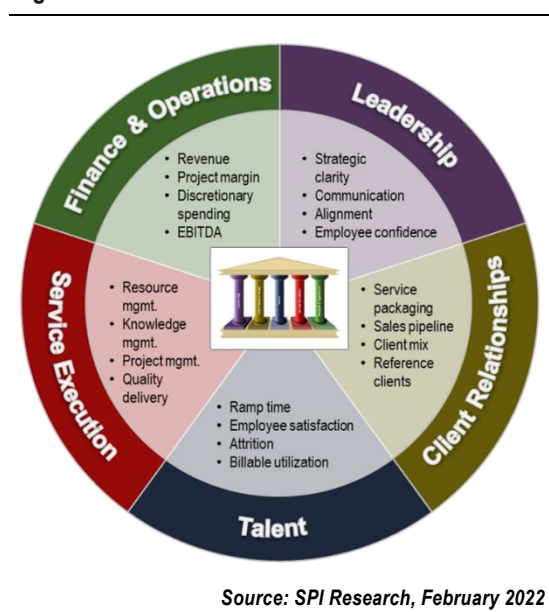 Finance & Operations
• Revenue
• Project margin
• Discretionary
spending
• EBITDA
Leadership
• Strategic
clarity
• Communication
• Alignment
• Employee confidence
Client Relationships
• Service
packaging
• Sales pipeline
• Client mix
• Reference
clients
Talent
• Ramp time
• Employee satisfaction
• Attrition
• Billable utilization
Service Execution
• Resource
mgmt.
• Knowledge
mgmt.
• Project mgmt.
• Quality
delivery
Source: SPI Research, February 2022